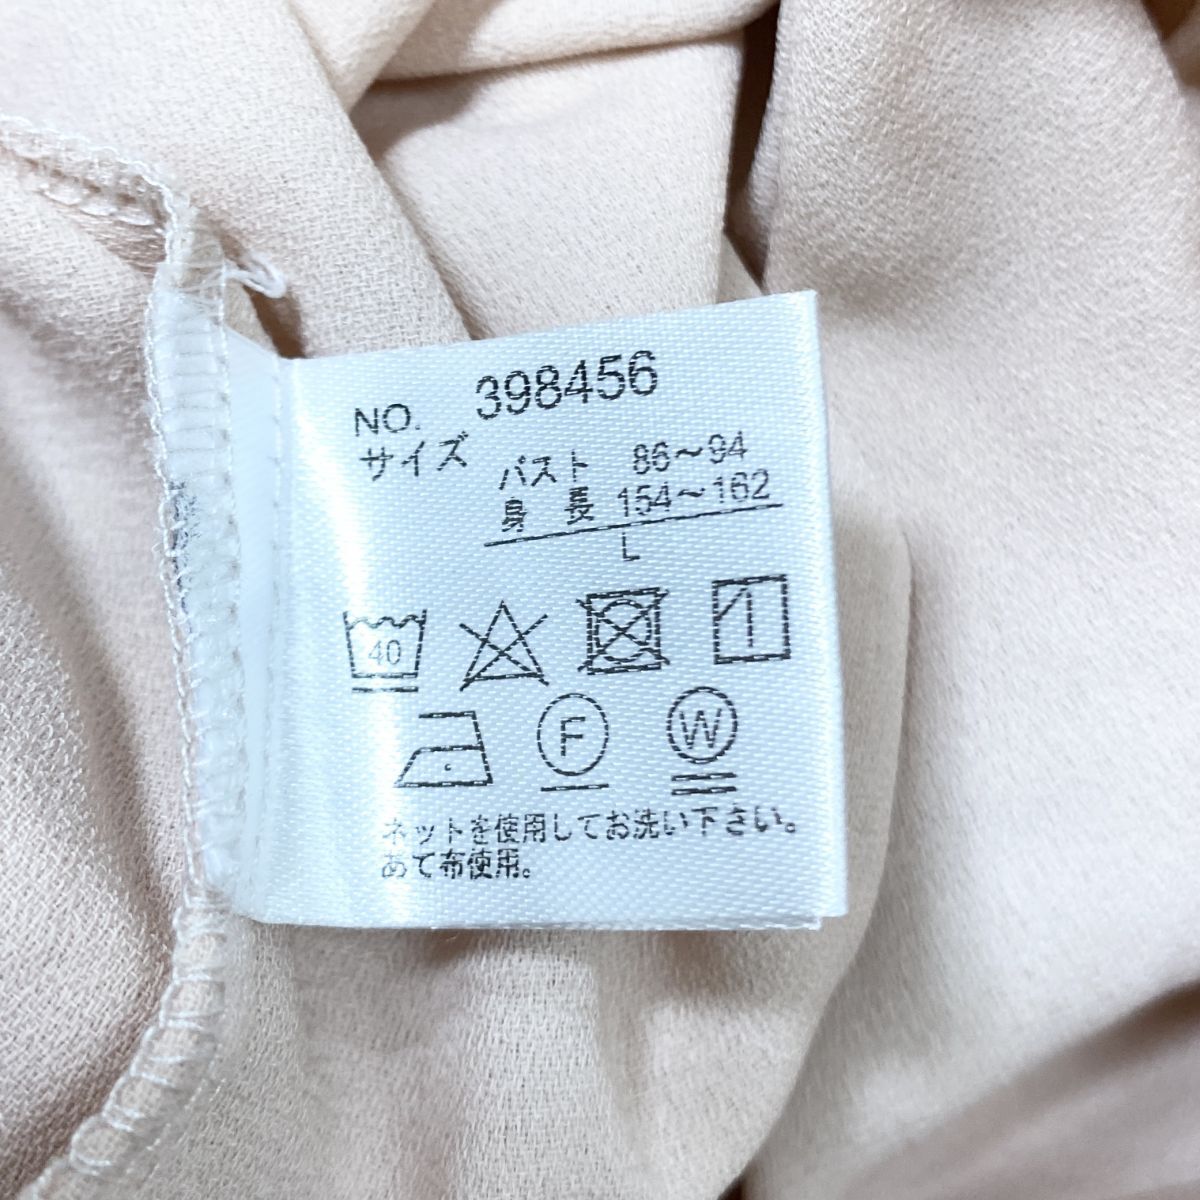 NO. 398456
サイズ バスト 86～94
身長 154～162
L
40
F W
ネットを使用してお洗い下さい。
あて布使用。